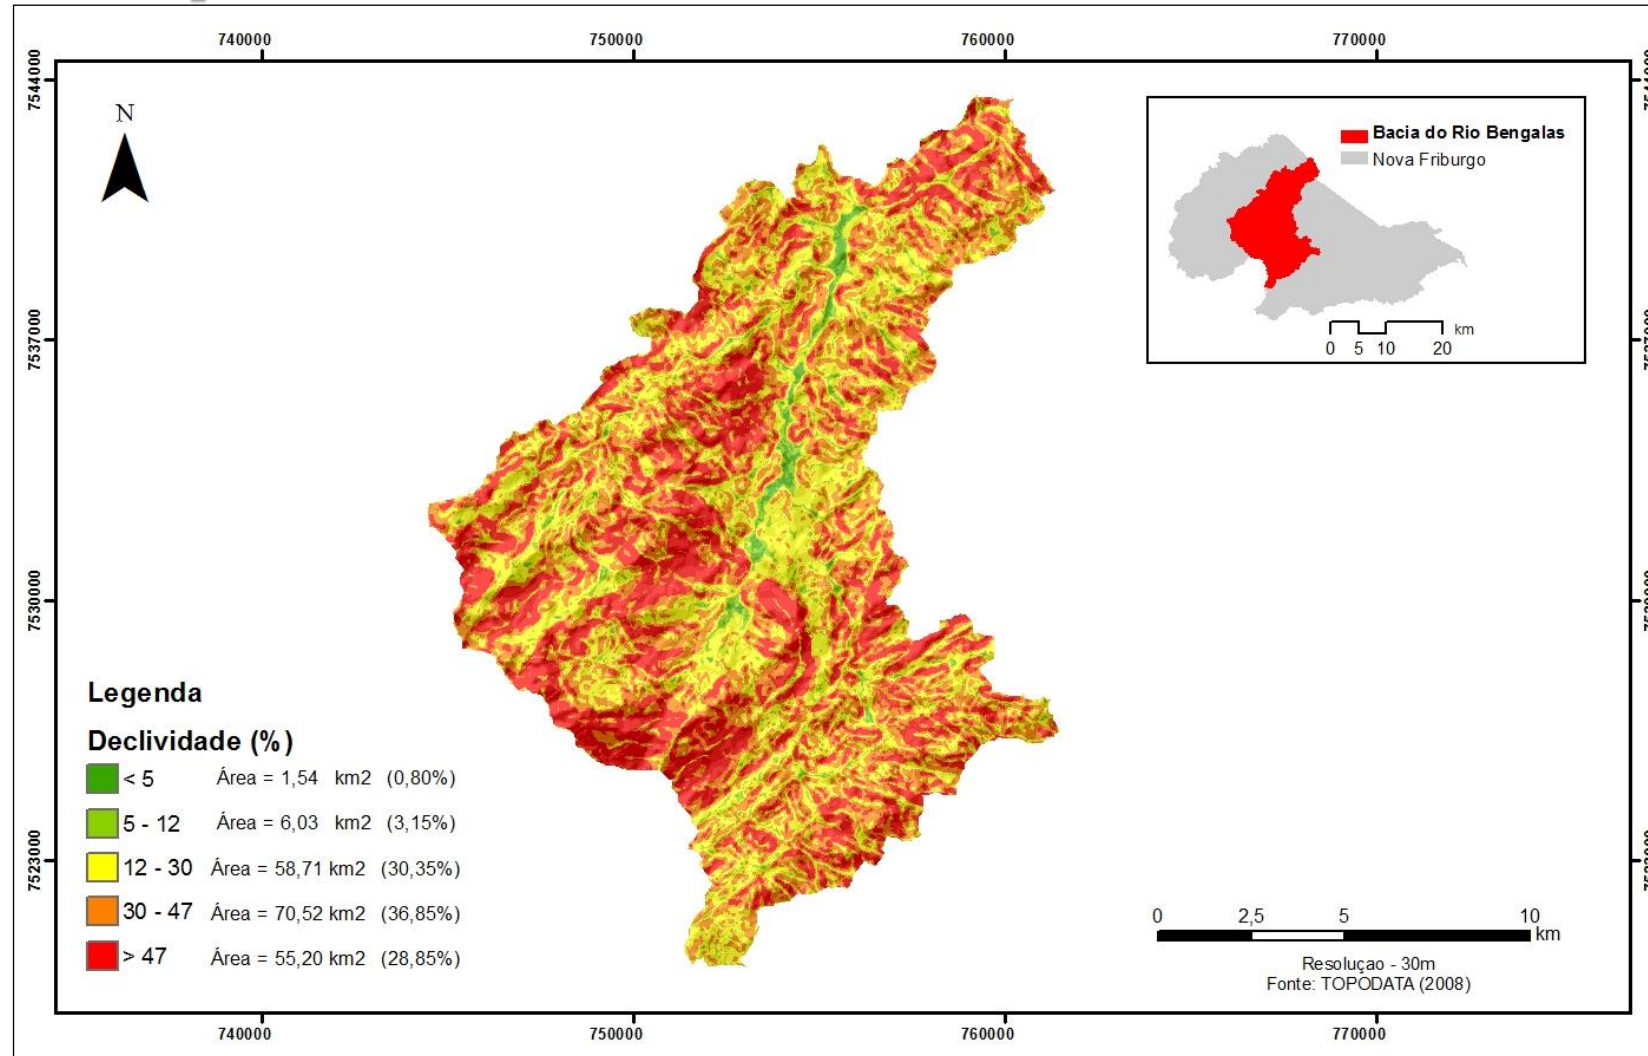 740000 750000 760000 770000
7544000
N
Bacia do Rio Bengalas
Nova Friburgo
km
0 5 10 20
7537000
7530000
7523000
Legenda
Declividade (%)
< 5 Área = 1,54 km2 (0,80%)
5 - 12 Área = 6,03 km2 (3,15%)
12 - 30 Área = 58,71 km2 (30,35%)
30 - 47 Área = 70,52 km2 (36,85%)
> 47 Área = 55,20 km2 (28,85%)
0 2,5 5 10
km
Resoluçao - 30m
Fonte: TOPODATA (2008)
740000 750000 760000 770000